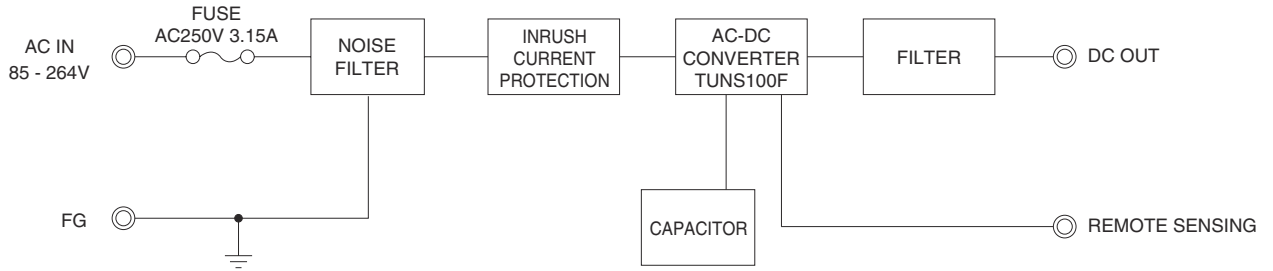 FUSE
AC250V 3.15A
AC IN
85 - 264V
NOISE
FILTER
INRUSH
CURRENT
PROTECTION
AC-DC
CONVERTER
TUNS100F
FILTER
DC OUT
FG
CAPACITOR
REMOTE SENSING